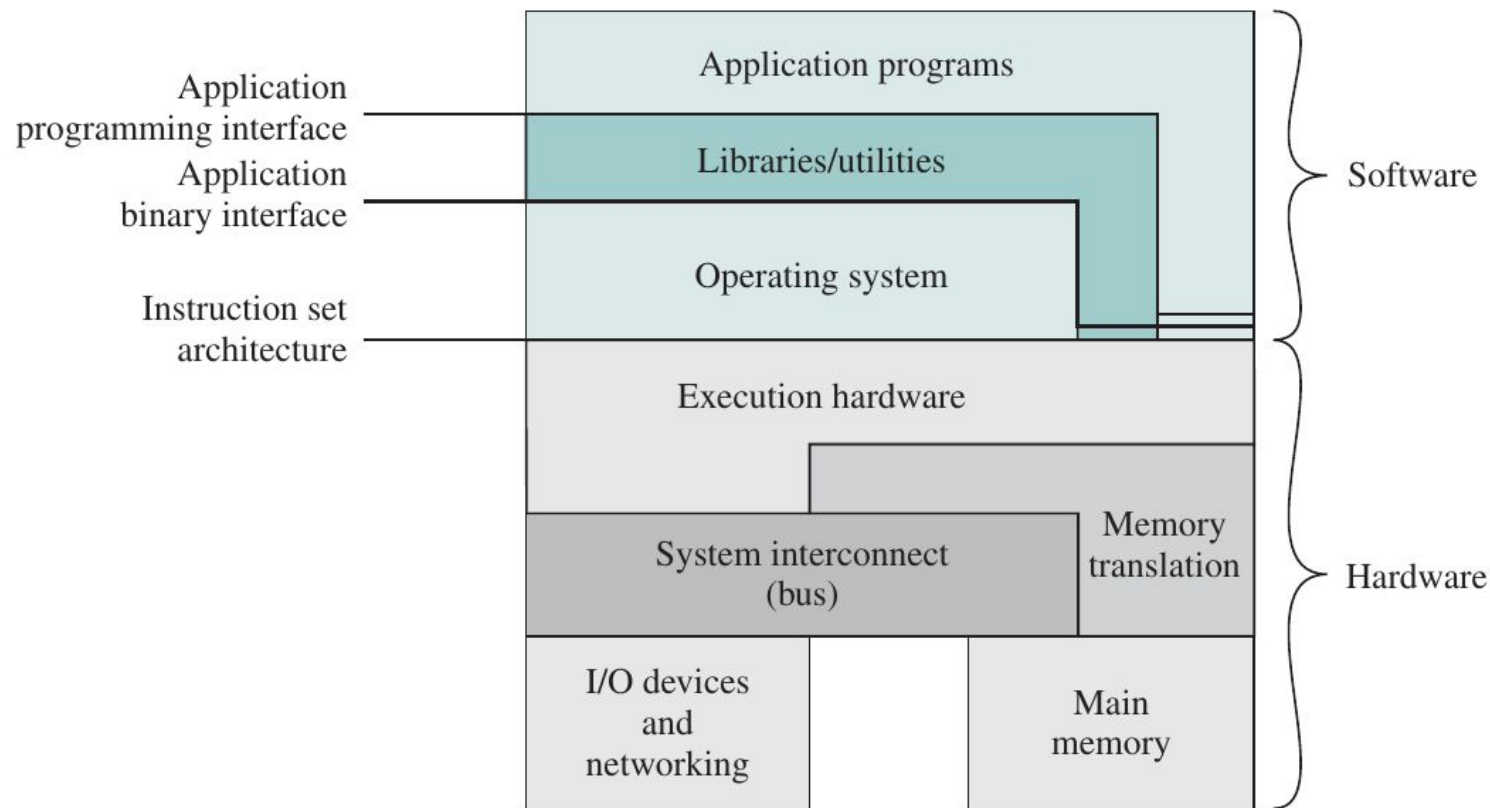 Application programs
Application
programming interface
Libraries/utilities
Application
binary interface
Software
Operating system
Instruction set
architecture
Execution hardware
Memory
translation
System interconnect
(bus)
Hardware
I/O devices
and
networking
Main
memory